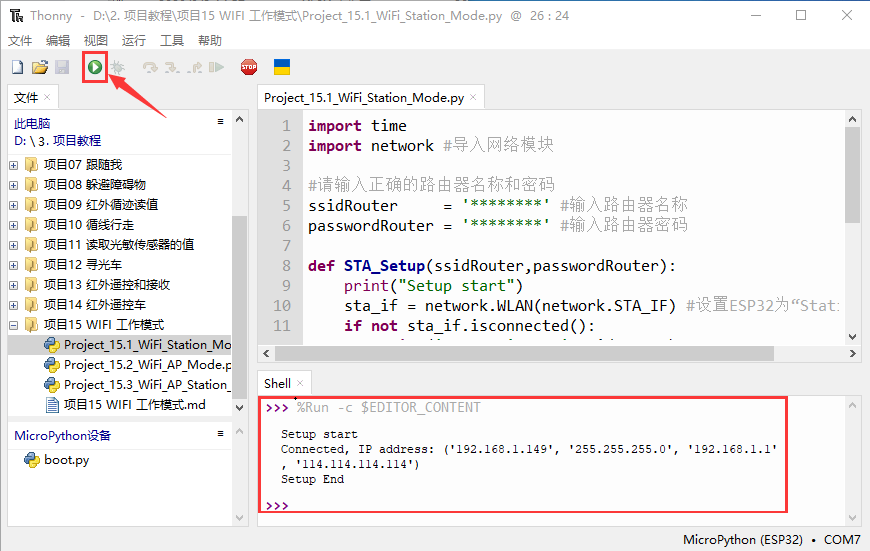 Thonny - D:\2. 项目教程\项目15 WIFI 工作模式\Project_15.1_WiFi_Station_Mode.py @ 26 : 24
文件 编辑 视图 运行 工具 帮助
STOP
文件 ×
此电脑
D: \ 3. 项目教程
项目07 跟随我
项目08 躲避障碍物
项目09 红外循迹读值
项目10 循线行走
项目11 读取光敏传感器的值
项目12 寻光车
项目13 红外遥控和接收
项目14 红外遥控车
项目15 WIFI 工作模式
Project_15.1_WiFi_Station_Mo
Project_15.2_WiFi_AP_Mode.p
Project_15.3_WiFi_AP_Station_
项目15 WIFI 工作模式.md
MicroPython设备
boot.py
Project_15.1_WiFi_Station_Mode.py ×
1 import time
2 import network #导入网络模块
3
4 #请输入正确的路由器名称和密码
5 ssidRouter = '********' #输入路由器名称
6 passwordRouter = '********' #输入路由器密码
7
8 def STA_Setup(ssidRouter,passwordRouter):
9 print("Setup start")
10 sta_if = network.WLAN(network.STA_IF) #设置ESP32为“Stati
11 if not sta_if.isconnected():
Shell ×
>>> %Run -c $EDITOR_CONTENT
Setup start
Connected, IP address: ('192.168.1.149', '255.255.255.0', '192.168.1.1'
, '114.114.114.114')
Setup End
>>>
MicroPython (ESP32) • COM7